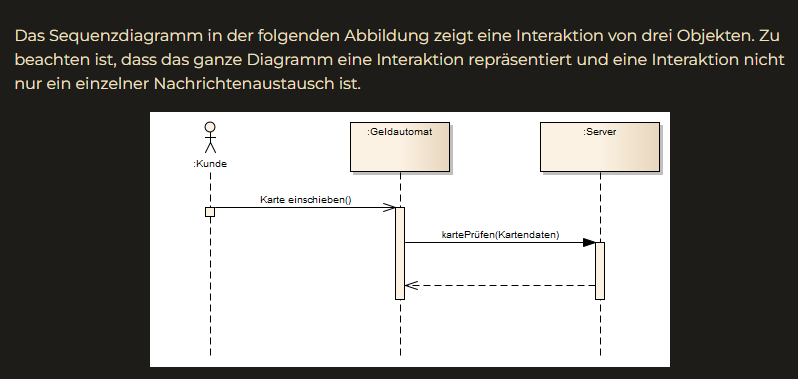 Das Sequenzdiagramm in der folgenden Abbildung zeigt eine Interaktion von drei Objekten. Zu
beachten ist, dass das ganze Diagramm eine Interaktion repräsentiert und eine Interaktion nicht
nur ein einzelner Nachrichtenaustausch ist.
:Geldautomat
:Server
:Kunde
Karte einschieben()
kartePrüfen(Kartendaten)